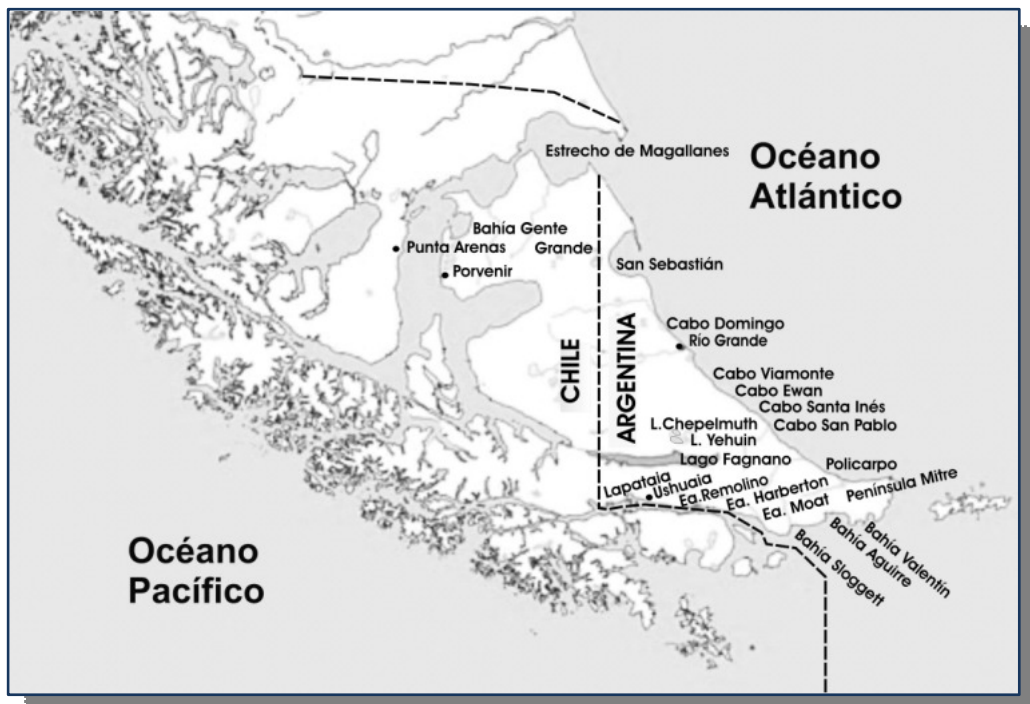 Estrecho de Magallanes
Océano
Atlántico
Bahía Gente
Grande
Punta Arenas
Porvenir
San Sebastián
CHILE
ARGENTINA
Cabo Domingo
Río Grande
Cabo Viamonte
Cabo Ewan
Cabo Santa Inés
Cabo San Pablo
L.Chepelmuth
L. Yehuin
Lago Fagnano
Policarpo
Lapataia
Ushuaia
Ea.Remolino
Ea. Harberton
Ea. Moat
Península Mitre
Bahía Valentín
Bahía Aguirre
Bahía Sloggett
Océano
Pacífico